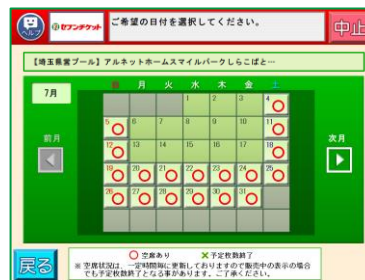 ヘルプ
セブンチケット
ご希望の日付を選択してください。
中止
【埼玉県営プール】アルネットホームスマイルパークしらこばと…
7月
日 月 火 水 木 金 土
1 2 3 4
5 6 7 8 9 10 11
12 13 14 15 16 17 18
19 20 21 22 23 24 25
26 27 28 29 30 31
前月
次月
戻る
○ 空席あり ×予定枚数終了
※ 空席状況は、一定時間毎に更新しておりますので販売中の表示の場合
でも予定枚数終了となる事があります。ご了承ください。